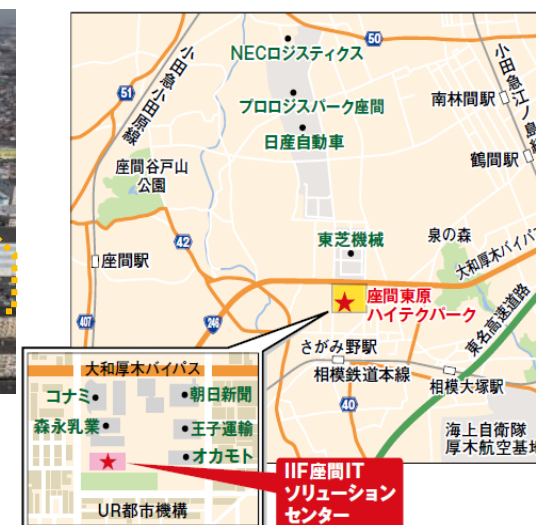 50
NECロジスティクス
小田急江ノ島線
小田急小田原線
51
プロロジスパーク座間
南林間駅
日産自動車
鶴間駅
座間谷戸山
公園
東芝機械
泉の森
42
座間駅
大和厚木バイパス
座間東原
ハイテクパーク
407
246
東名高速道路
さがみ野駅
相模鉄道本線
相模大塚駅
40
海上自衛隊
厚木航空基地
大和厚木バイパス
コナミ
朝日新聞
森永乳業
王子運輸
オカモト
UR都市機構
IIF座間IT
ソリューション
センター